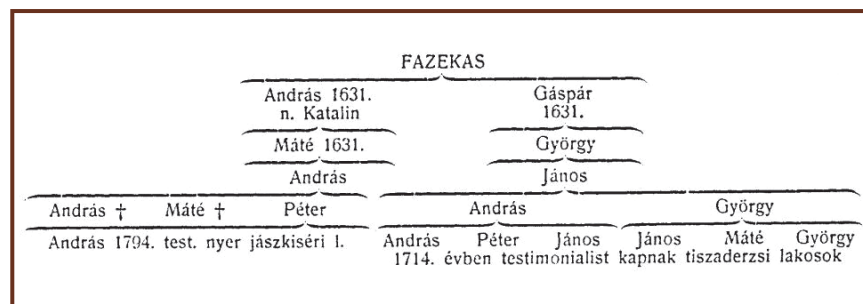 FAZEKAS
András 1631. Gáspár
n. Katalin 1631.
Máté 1631. György
András János
András † Máté † Péter András György
András 1794. test. nyer jászkiséri l. András Péter János János Máté György
1714. évben testimonialist kapnak tiszaderzsi lakosok